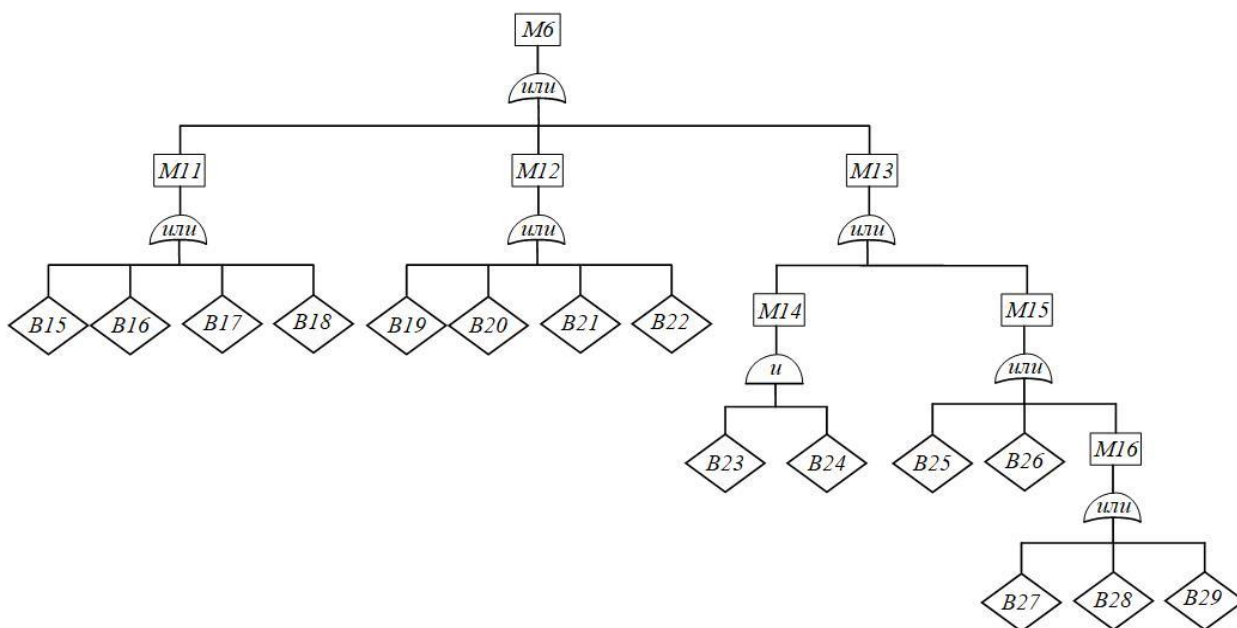 M6
или
M11 M12 M13
или или или
B15 B16 B17 B18 B19 B20 B21 B22 M14 M15
и или
B23 B24 B25 B26 M16
или
B27 B28 B29